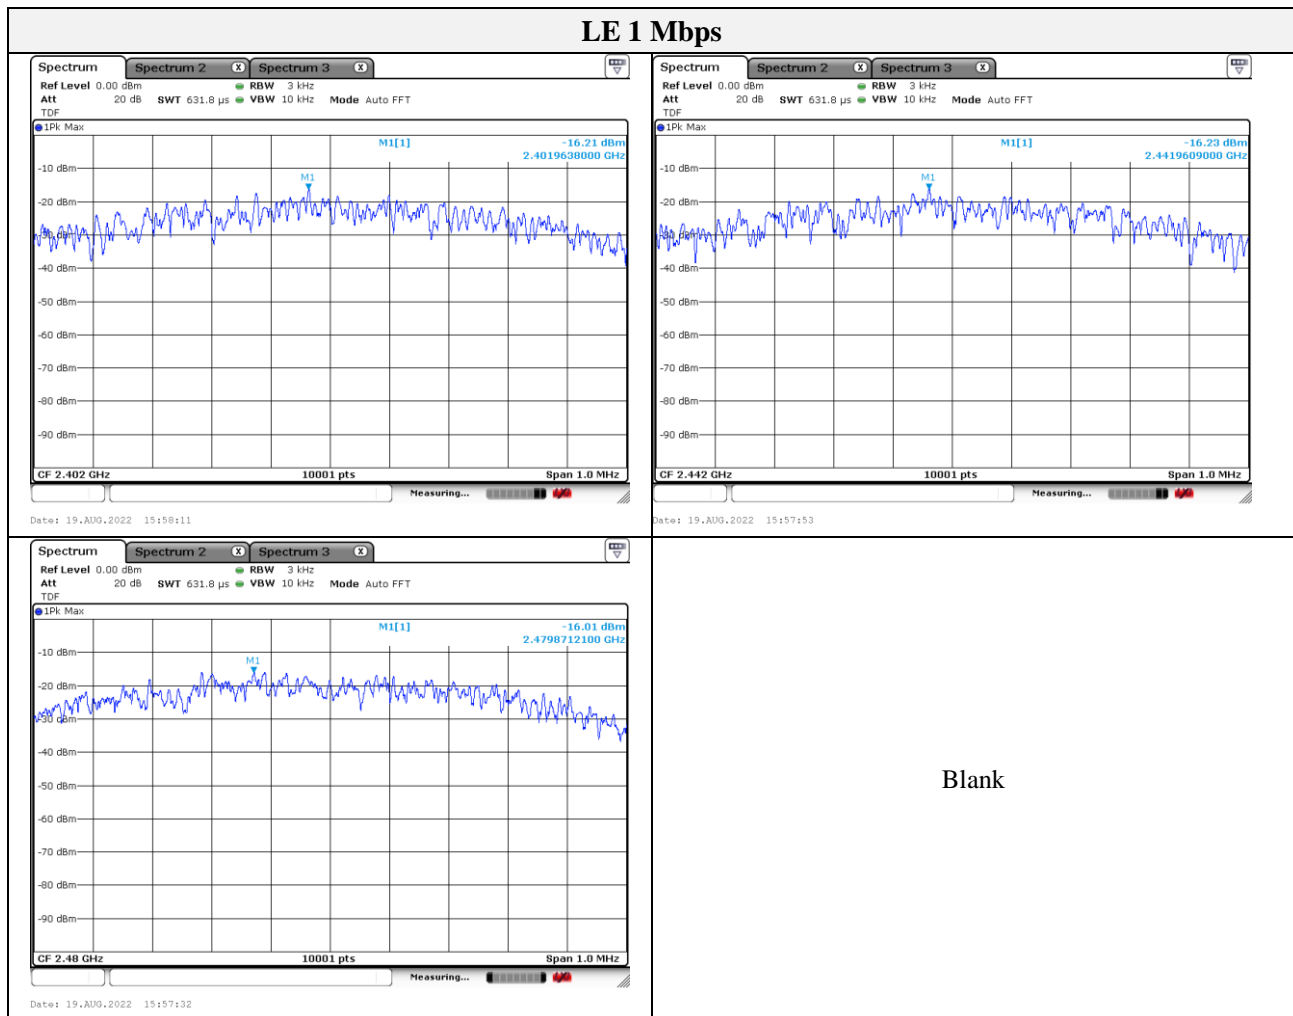 LE 1 Mbps
Spectrum Spectrum 2 X Spectrum 3 X
Ref Level 0.00 dBm RBW 3 kHz
Att 20 dB SWT 631.8 µs VBW 10 kHz Mode Auto FFT
TDF
1Pk Max
M1[1] -16.21 dBm
2.4019638000 GHz
-10 dBm
M1
-20 dBm
-30 dBm
-40 dBm
-50 dBm
-60 dBm
-70 dBm
-80 dBm
-90 dBm
CF 2.402 GHz 10001 pts Span 1.0 MHz
Measuring...
Date: 19.AUG.2022 15:58:11
Spectrum Spectrum 2 X Spectrum 3 X
Ref Level 0.00 dBm RBW 3 kHz
Att 20 dB SWT 631.8 µs VBW 10 kHz Mode Auto FFT
TDF
1Pk Max
M1[1] -16.23 dBm
2.4419609000 GHz
-10 dBm
M1
-20 dBm
-30 dBm
-40 dBm
-50 dBm
-60 dBm
-70 dBm
-80 dBm
-90 dBm
CF 2.442 GHz 10001 pts Span 1.0 MHz
Measuring...
Date: 19.AUG.2022 15:57:53
Spectrum Spectrum 2 X Spectrum 3 X
Ref Level 0.00 dBm RBW 3 kHz
Att 20 dB SWT 631.8 µs VBW 10 kHz Mode Auto FFT
TDF
1Pk Max
M1[1] -16.01 dBm
2.4798712100 GHz
-10 dBm
M1
-20 dBm
-30 dBm
-40 dBm
-50 dBm
-60 dBm
-70 dBm
-80 dBm
-90 dBm
CF 2.48 GHz 10001 pts Span 1.0 MHz
Measuring...
Date: 19.AUG.2022 15:57:32
Blank